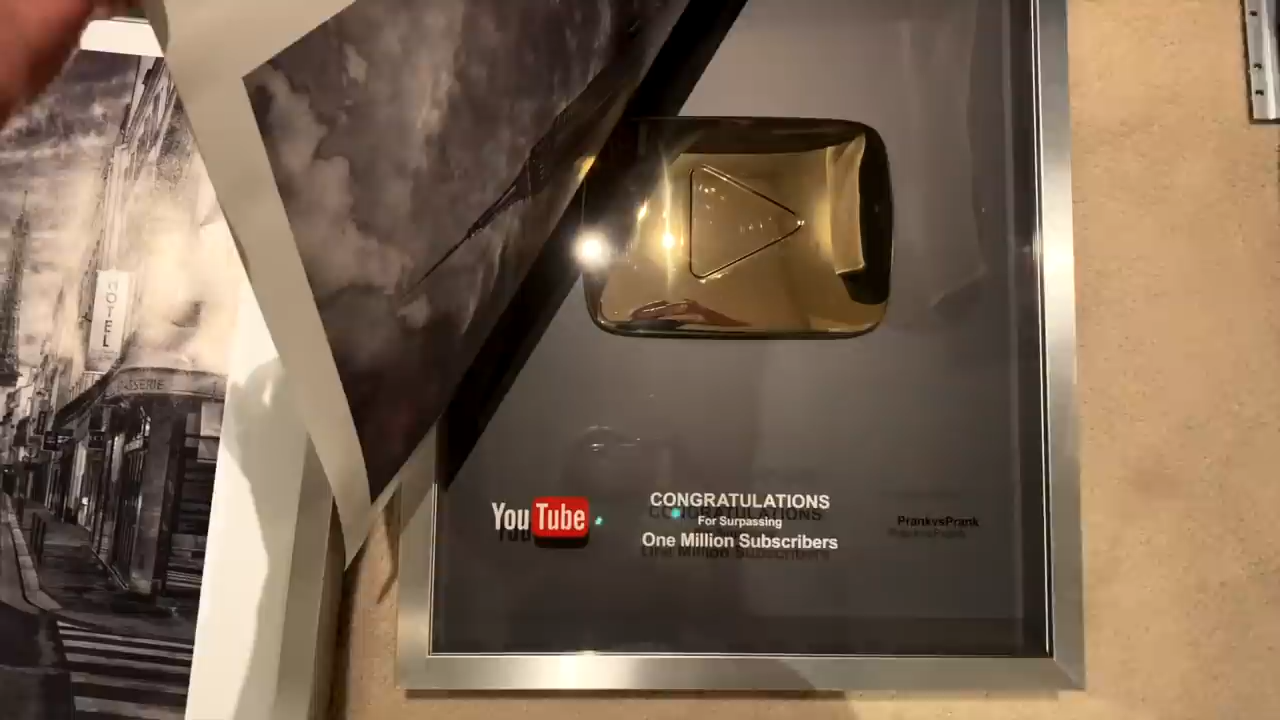 HOTEL
YouTube
CONGRATULATIONS
For Surpassing
One Million Subscribers
PrankvsPrank